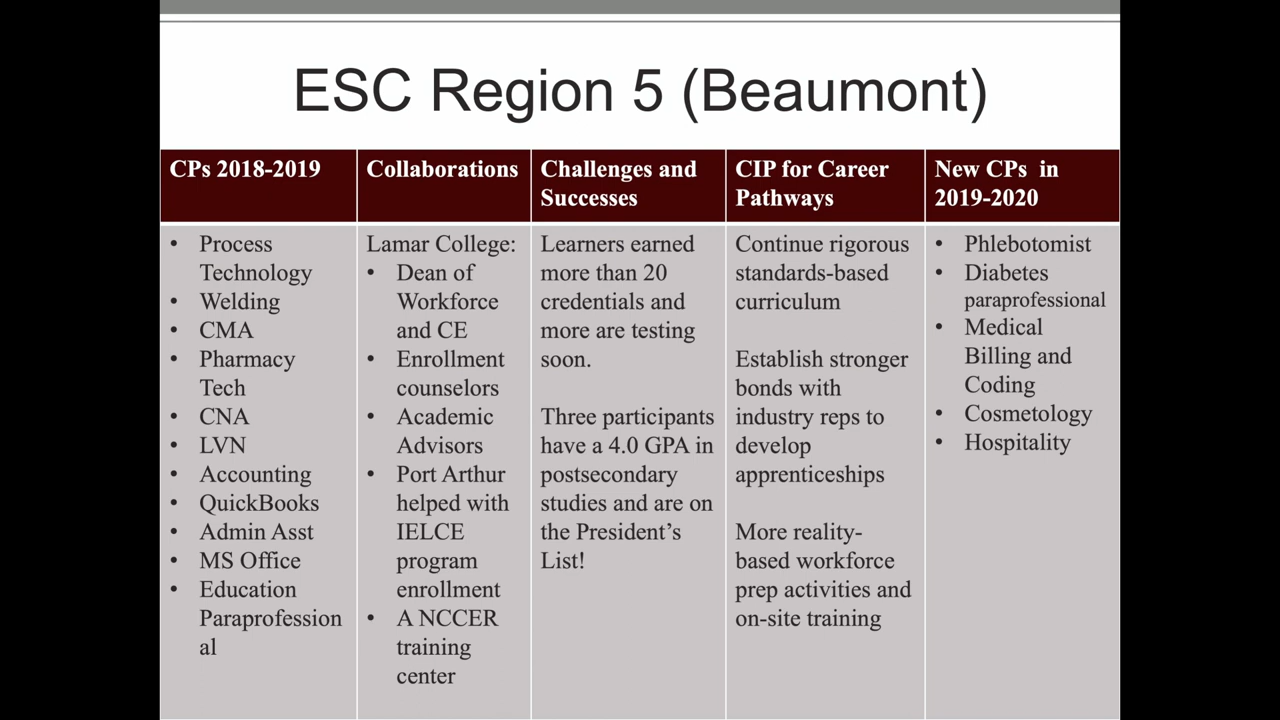 ESC Region 5 (Beaumont)
CPs 2018-2019
Collaborations
Challenges and
Successes
CIP for Career
Pathways
New CPs in
2019-2020
• Process
Technology
• Welding
• CMA
• Pharmacy
Tech
• CNA
• LVN
• Accounting
• QuickBooks
• Admin Asst
• MS Office
• Education
Paraprofession
al
Lamar College:
• Dean of
Workforce
and CE
• Enrollment
counselors
• Academic
Advisors
• Port Arthur
helped with
IELCE
program
enrollment
• A NCCER
training
center
Learners earned
more than 20
credentials and
more are testing
soon.
Three participants
have a 4.0 GPA in
postsecondary
studies and are on
the President’s
List!
Continue rigorous
standards-based
curriculum
Establish stronger
bonds with
industry reps to
develop
apprenticeships
More reality-
based workforce
prep activities and
on-site training
• Phlebotomist
• Diabetes
paraprofessional
• Medical
Billing and
Coding
• Cosmetology
• Hospitality